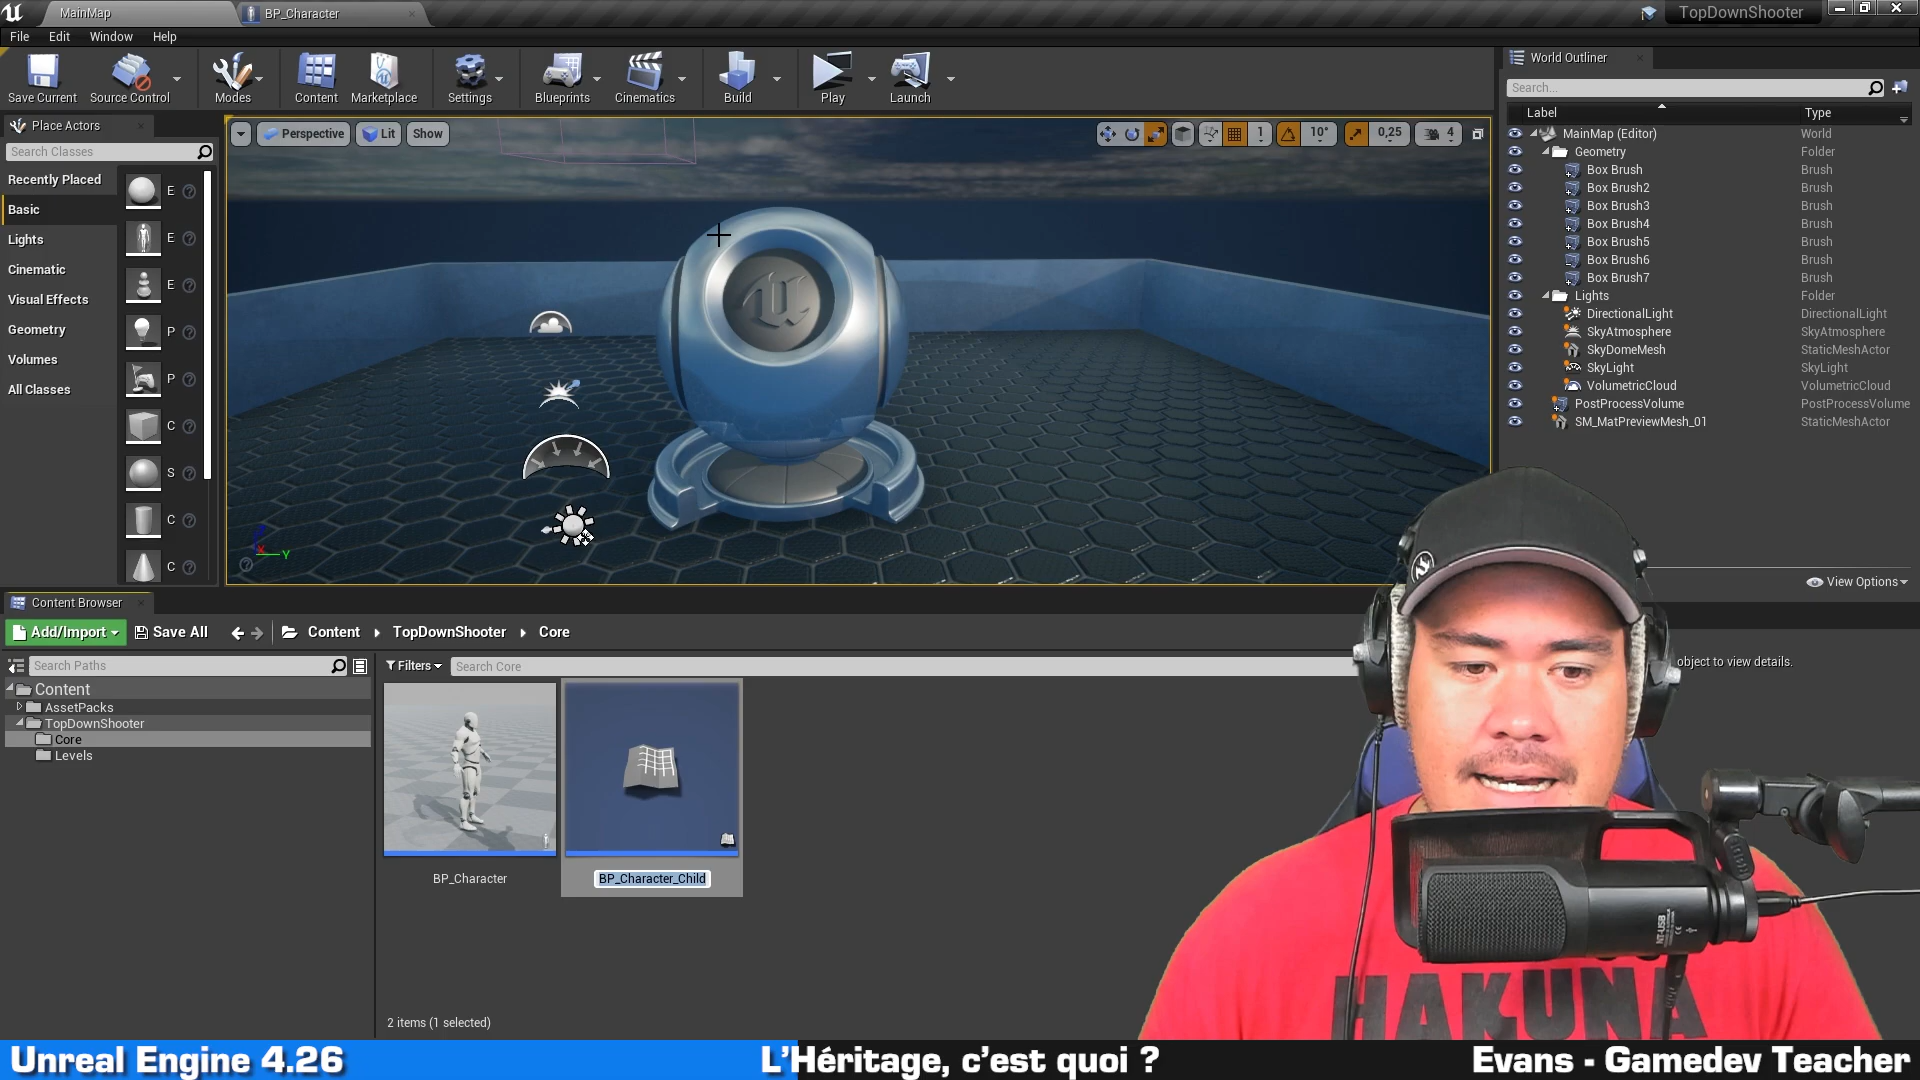 MainMap
BP_Character
TopDownShooter
File Edit Window Help
Save Current
Source Control
Modes
Content
Marketplace
Settings
Blueprints
Cinematics
Build
Play
Launch
Place Actors
Search Classes
Recently Placed
Basic
Lights
Cinematic
Visual Effects
Geometry
Volumes
All Classes
E
E
E
P
P
C
S
C
C
Perspective Lit Show
1 10° 0,25 4
X Y
World Outliner
Search...
Label Type
MainMap (Editor) World
Geometry Folder
Box Brush Brush
Box Brush2 Brush
Box Brush3 Brush
Box Brush4 Brush
Box Brush5 Brush
Box Brush6 Brush
Box Brush7 Brush
Lights Folder
DirectionalLight DirectionalLight
SkyAtmosphere SkyAtmosphere
SkyDomeMesh StaticMeshActor
SkyLight SkyLight
VolumetricCloud VolumetricCloud
PostProcessVolume PostProcessVolume
SM_MatPreviewMesh_01 StaticMeshActor
View Options
object to view details.
Content Browser
Add/Import Save All Content TopDownShooter Core
Search Paths
Filters Search Core
Content
AssetPacks
TopDownShooter
Core
Levels
BP_Character
BP_Character_Child
2 items (1 selected)
NT-USB
HAKUNA
Unreal Engine 4.26
L'Héritage, c'est quoi ?
Evans - Gamedev Teacher